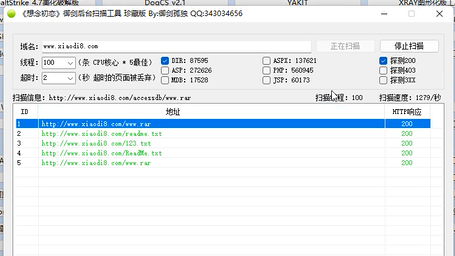 altStrike 4.7美化破解版 DogCS v2.1 YAKIT XRAY图形化版1
《想念初恋》御剑后台扫描工具 珍藏版 By:御剑孤独 QQ:343034656
域名: www.xiaodi8.com 正在扫描 停止扫描
线程: 100 (条 CPU核心 * 5最佳) DIR: 87595 ASPX: 137621 探测200
ASP: 272626 PHP: 560945 探测403
超时: 2 (秒 超时的页面被丢弃) MDB: 17528 JSP: 60173 探测3XX
扫描信息: http://www.xiaodi8.com/accessdb/www.rar 扫描线程: 100 扫描速度: 1279/秒
ID 地址 HTTP响应
1 http://www.xiaodi8.com/www.rar 200
2 http://www.xiaodi8.com/readme.txt 200
3 http://www.xiaodi8.com/123.txt 200
4 http://www.xiaodi8.com/ReadMe.txt 200
5 http://www.xiaodi8.com/www.rar 200